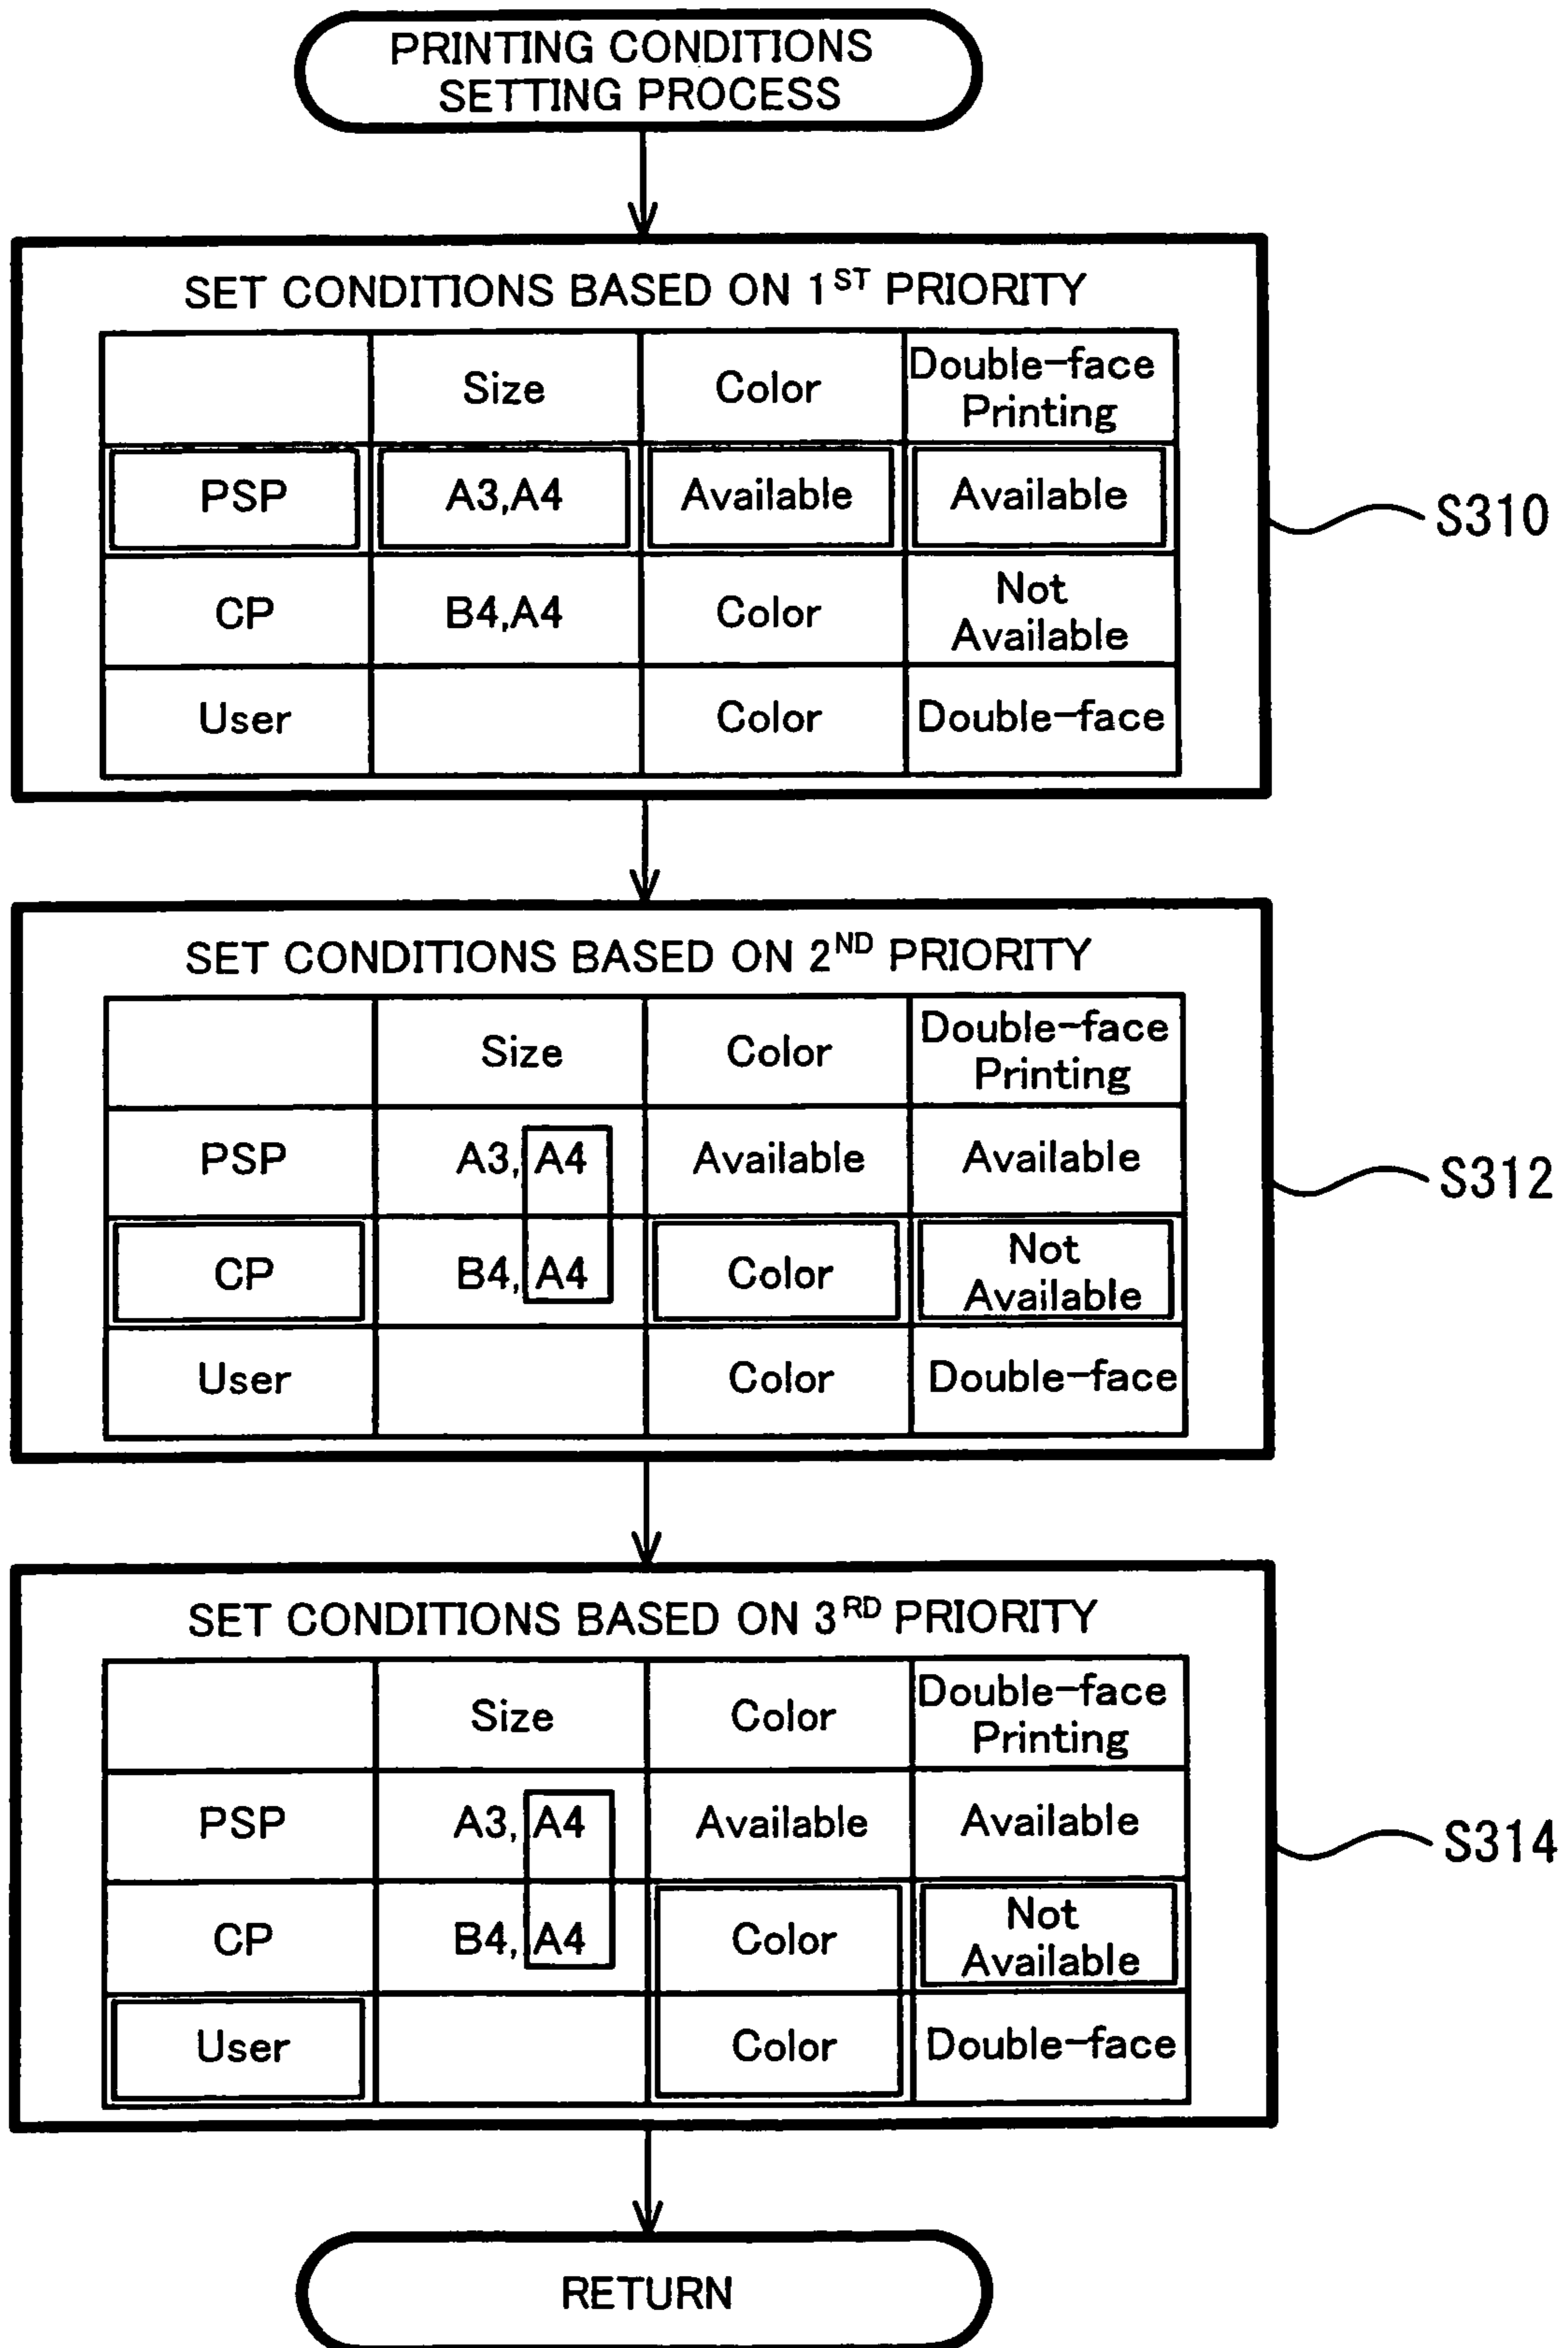 PRINTING CONDITIONS
SETTING PROCESS
SET CONDITIONS BASED ON 1ST PRIORITY
Size Color Double-face Printing
PSP A3,A4 Available Available
CP B4,A4 Color Not Available
User Color Double-face
S310
SET CONDITIONS BASED ON 2ND PRIORITY
Size Color Double-face Printing
PSP A3, A4 Available Available
CP B4, A4 Color Not Available
User Color Double-face
S312
SET CONDITIONS BASED ON 3RD PRIORITY
Size Color Double-face Printing
PSP A3, A4 Available Available
CP B4, A4 Color Not Available
User Color Double-face
S314
RETURN